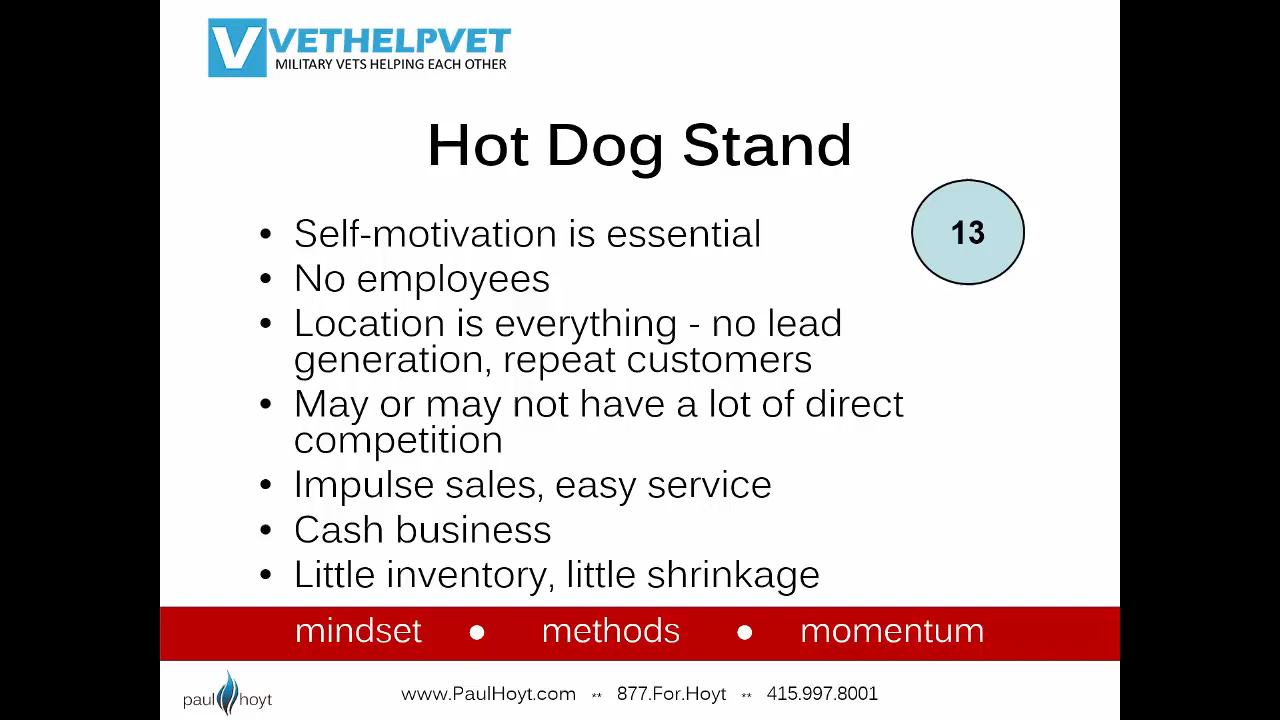 V VETHELPVET
MILITARY VETS HELPING EACH OTHER
Hot Dog Stand
13
• Self-motivation is essential
• No employees
• Location is everything - no lead
generation, repeat customers
• May or may not have a lot of direct
competition
• Impulse sales, easy service
• Cash business
• Little inventory, little shrinkage
mindset ● methods ● momentum
paul hoyt
www.PaulHoyt.com ** 877.For.Hoyt ** 415.997.8001